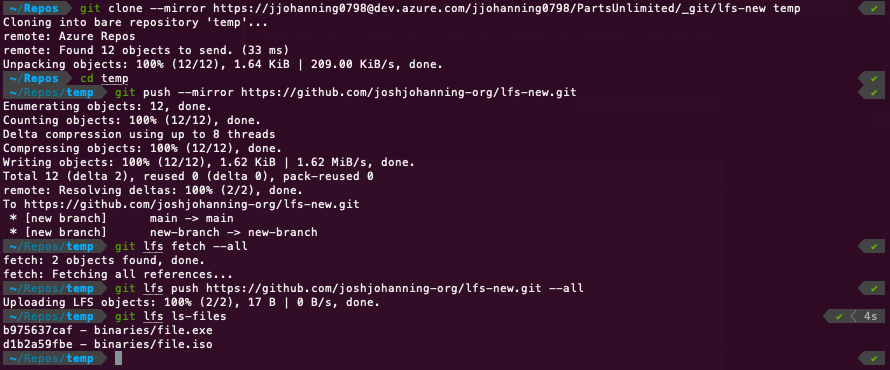 ~/Repos git clone --mirror https://jjohanning0798@dev.azure.com/jjohanning0798/PartsUnlimited/_git/lfs-new temp ✔
Cloning into bare repository 'temp'...
remote: Azure Repos
remote: Found 12 objects to send. (33 ms)
Unpacking objects: 100% (12/12), 1.64 KiB | 209.00 KiB/s, done.
~/Repos cd temp ✔
~/Repos/temp git push --mirror https://github.com/joshjohanning-org/lfs-new.git ✔
Enumerating objects: 12, done.
Counting objects: 100% (12/12), done.
Delta compression using up to 8 threads
Compressing objects: 100% (12/12), done.
Writing objects: 100% (12/12), 1.62 KiB | 1.62 MiB/s, done.
Total 12 (delta 2), reused 0 (delta 0), pack-reused 0
remote: Resolving deltas: 100% (2/2), done.
To https://github.com/joshjohanning-org/lfs-new.git
* [new branch] main -> main
* [new branch] new-branch -> new-branch
~/Repos/temp git lfs fetch --all ✔
fetch: 2 objects found, done.
fetch: Fetching all references...
~/Repos/temp git lfs push https://github.com/joshjohanning-org/lfs-new.git --all ✔
Uploading LFS objects: 100% (2/2), 17 B | 0 B/s, done.
~/Repos/temp git lfs ls-files ✔ < 4s
b975637caf - binaries/file.exe
d1b2a59fbe - binaries/file.iso
~/Repos/temp ✔